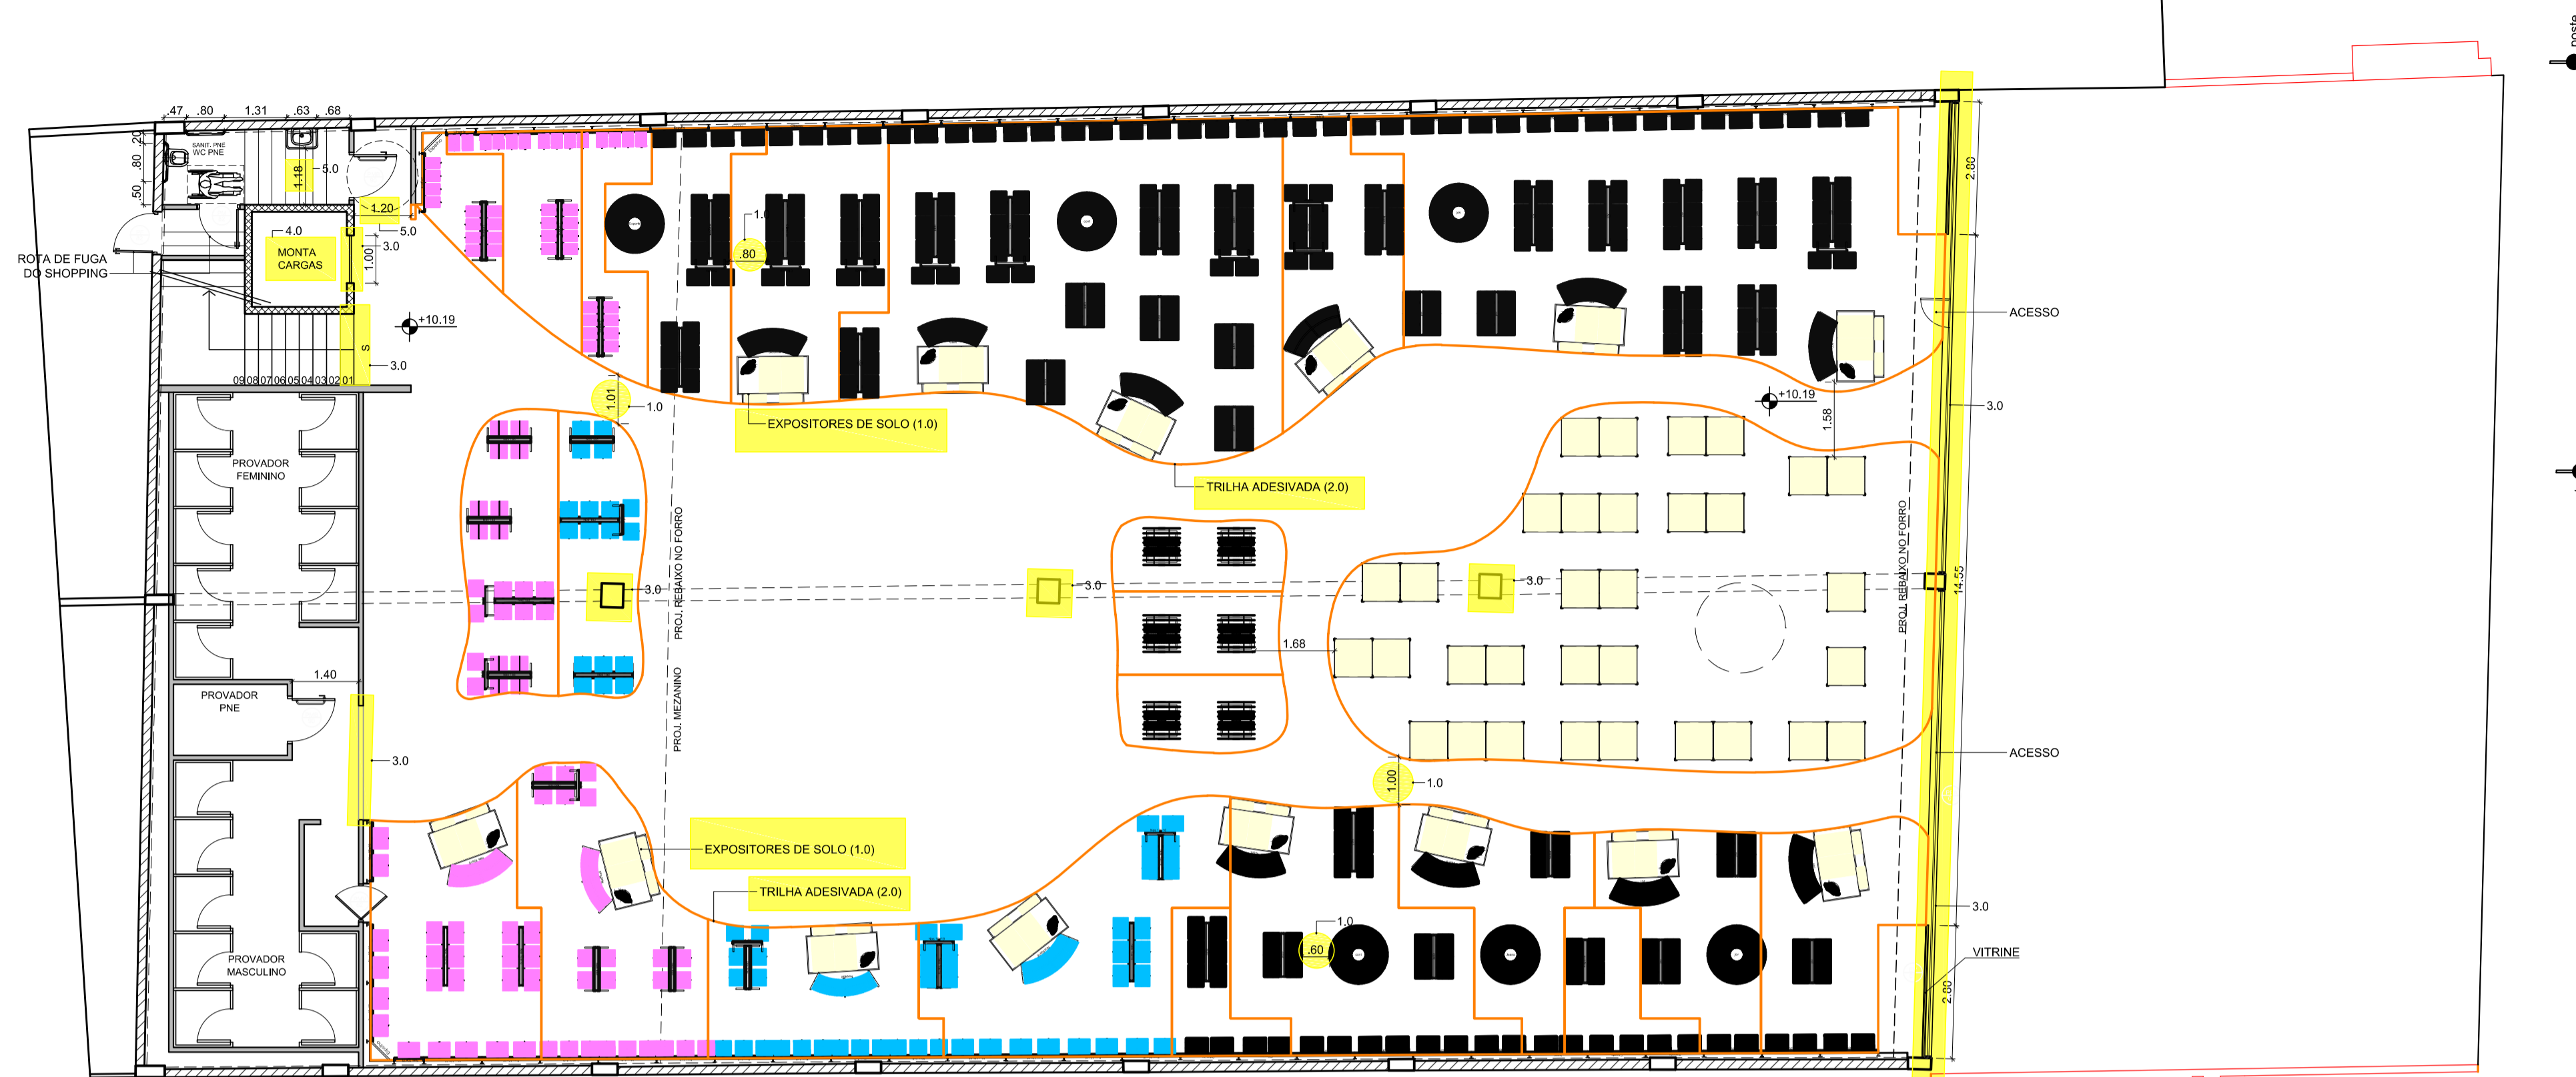 poste
.47 .80 1.31 .63 .68
.20
.80
.50
SANIT. PNE
WC PNE
1.18
5.0
1.20
5.0
4.0
MONTA
CARGAS
3.0
1.00
ROTA DE FUGA
DO SHOPPING
+10.19
S
3.0
09 08 07 06 05 04 03 02 01
1.0
.80
2.80
ACESSO
1.01
1.0
EXPOSITORES DE SOLO (1.0)
+10.19
1.58
3.0
PROVADOR
FEMININO
TRILHA ADESIVADA (2.0)
PROJ. REBAIXO NO FORRO
PROJ. REBAIXO NO FORRO
3.0
3.0
3.0
14.55
1.68
1.40
PROVADOR
PNE
PROJ. MEZANINO
3.0
ACESSO
1.00
1.0
EXPOSITORES DE SOLO (1.0)
TRILHA ADESIVADA (2.0)
3.0
1.0
.60
VITRINE
PROVADOR
MASCULINO
2.80